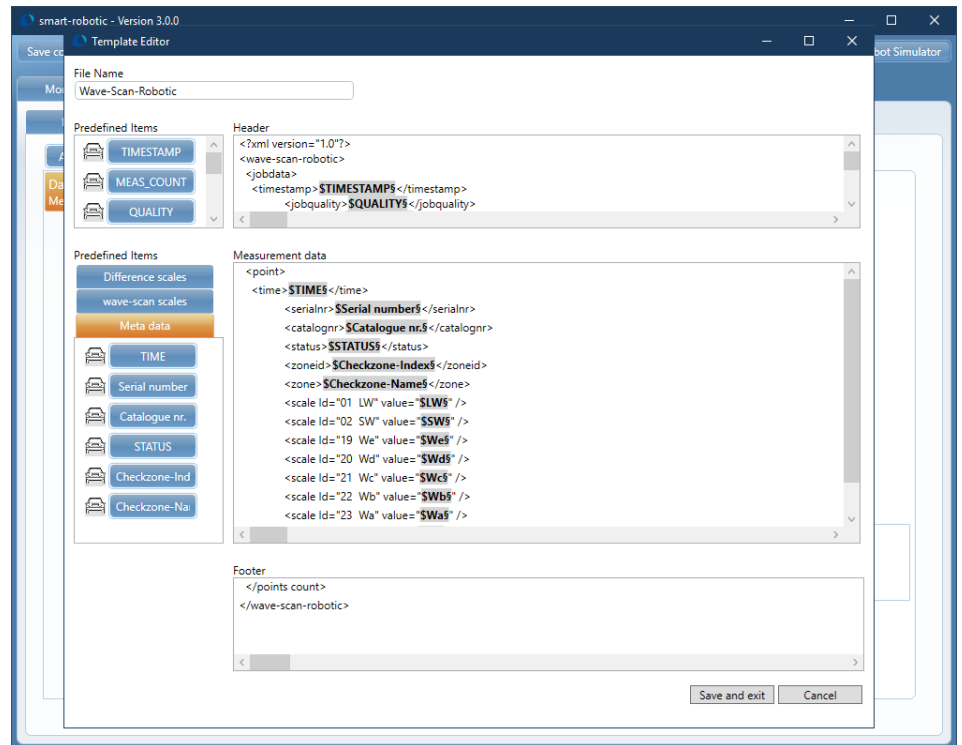 smart-robotic - Version 3.0.0
Template Editor
Save co
bot Simulator
File Name
Wave-Scan-Robotic
Mo
Predefined Items
TIMESTAMP
MEAS_COUNT
QUALITY
Header
<?xml version="1.0"?>
<wave-scan-robotic>
<jobdata>
<timestamp>$TIMESTAMP§</timestamp>
<jobquality>$QUALITY§</jobquality>
Da
Me
Predefined Items
Difference scales
wave-scan scales
Meta data
TIME
Serial number
Catalogue nr.
STATUS
Checkzone-Ind
Checkzone-Na
Measurement data
<point>
<time>$TIME§</time>
<serialnr>$Serial number§</serialnr>
<catalognr>$Catalogue nr.§</catalognr>
<status>$STATUS§</status>
<zoneid>$Checkzone-Index§</zoneid>
<zone>$Checkzone-Name§</zone>
<scale Id="01 LW" value="$LW§" />
<scale Id="02 SW" value="$SW§" />
<scale Id="19 We" value="$We§" />
<scale Id="20 Wd" value="$Wd§" />
<scale Id="21 Wc" value="$Wc§" />
<scale Id="22 Wb" value="$Wb§" />
<scale Id="23 Wa" value="$Wa§" />
Footer
</points count>
</wave-scan-robotic>
Save and exit
Cancel